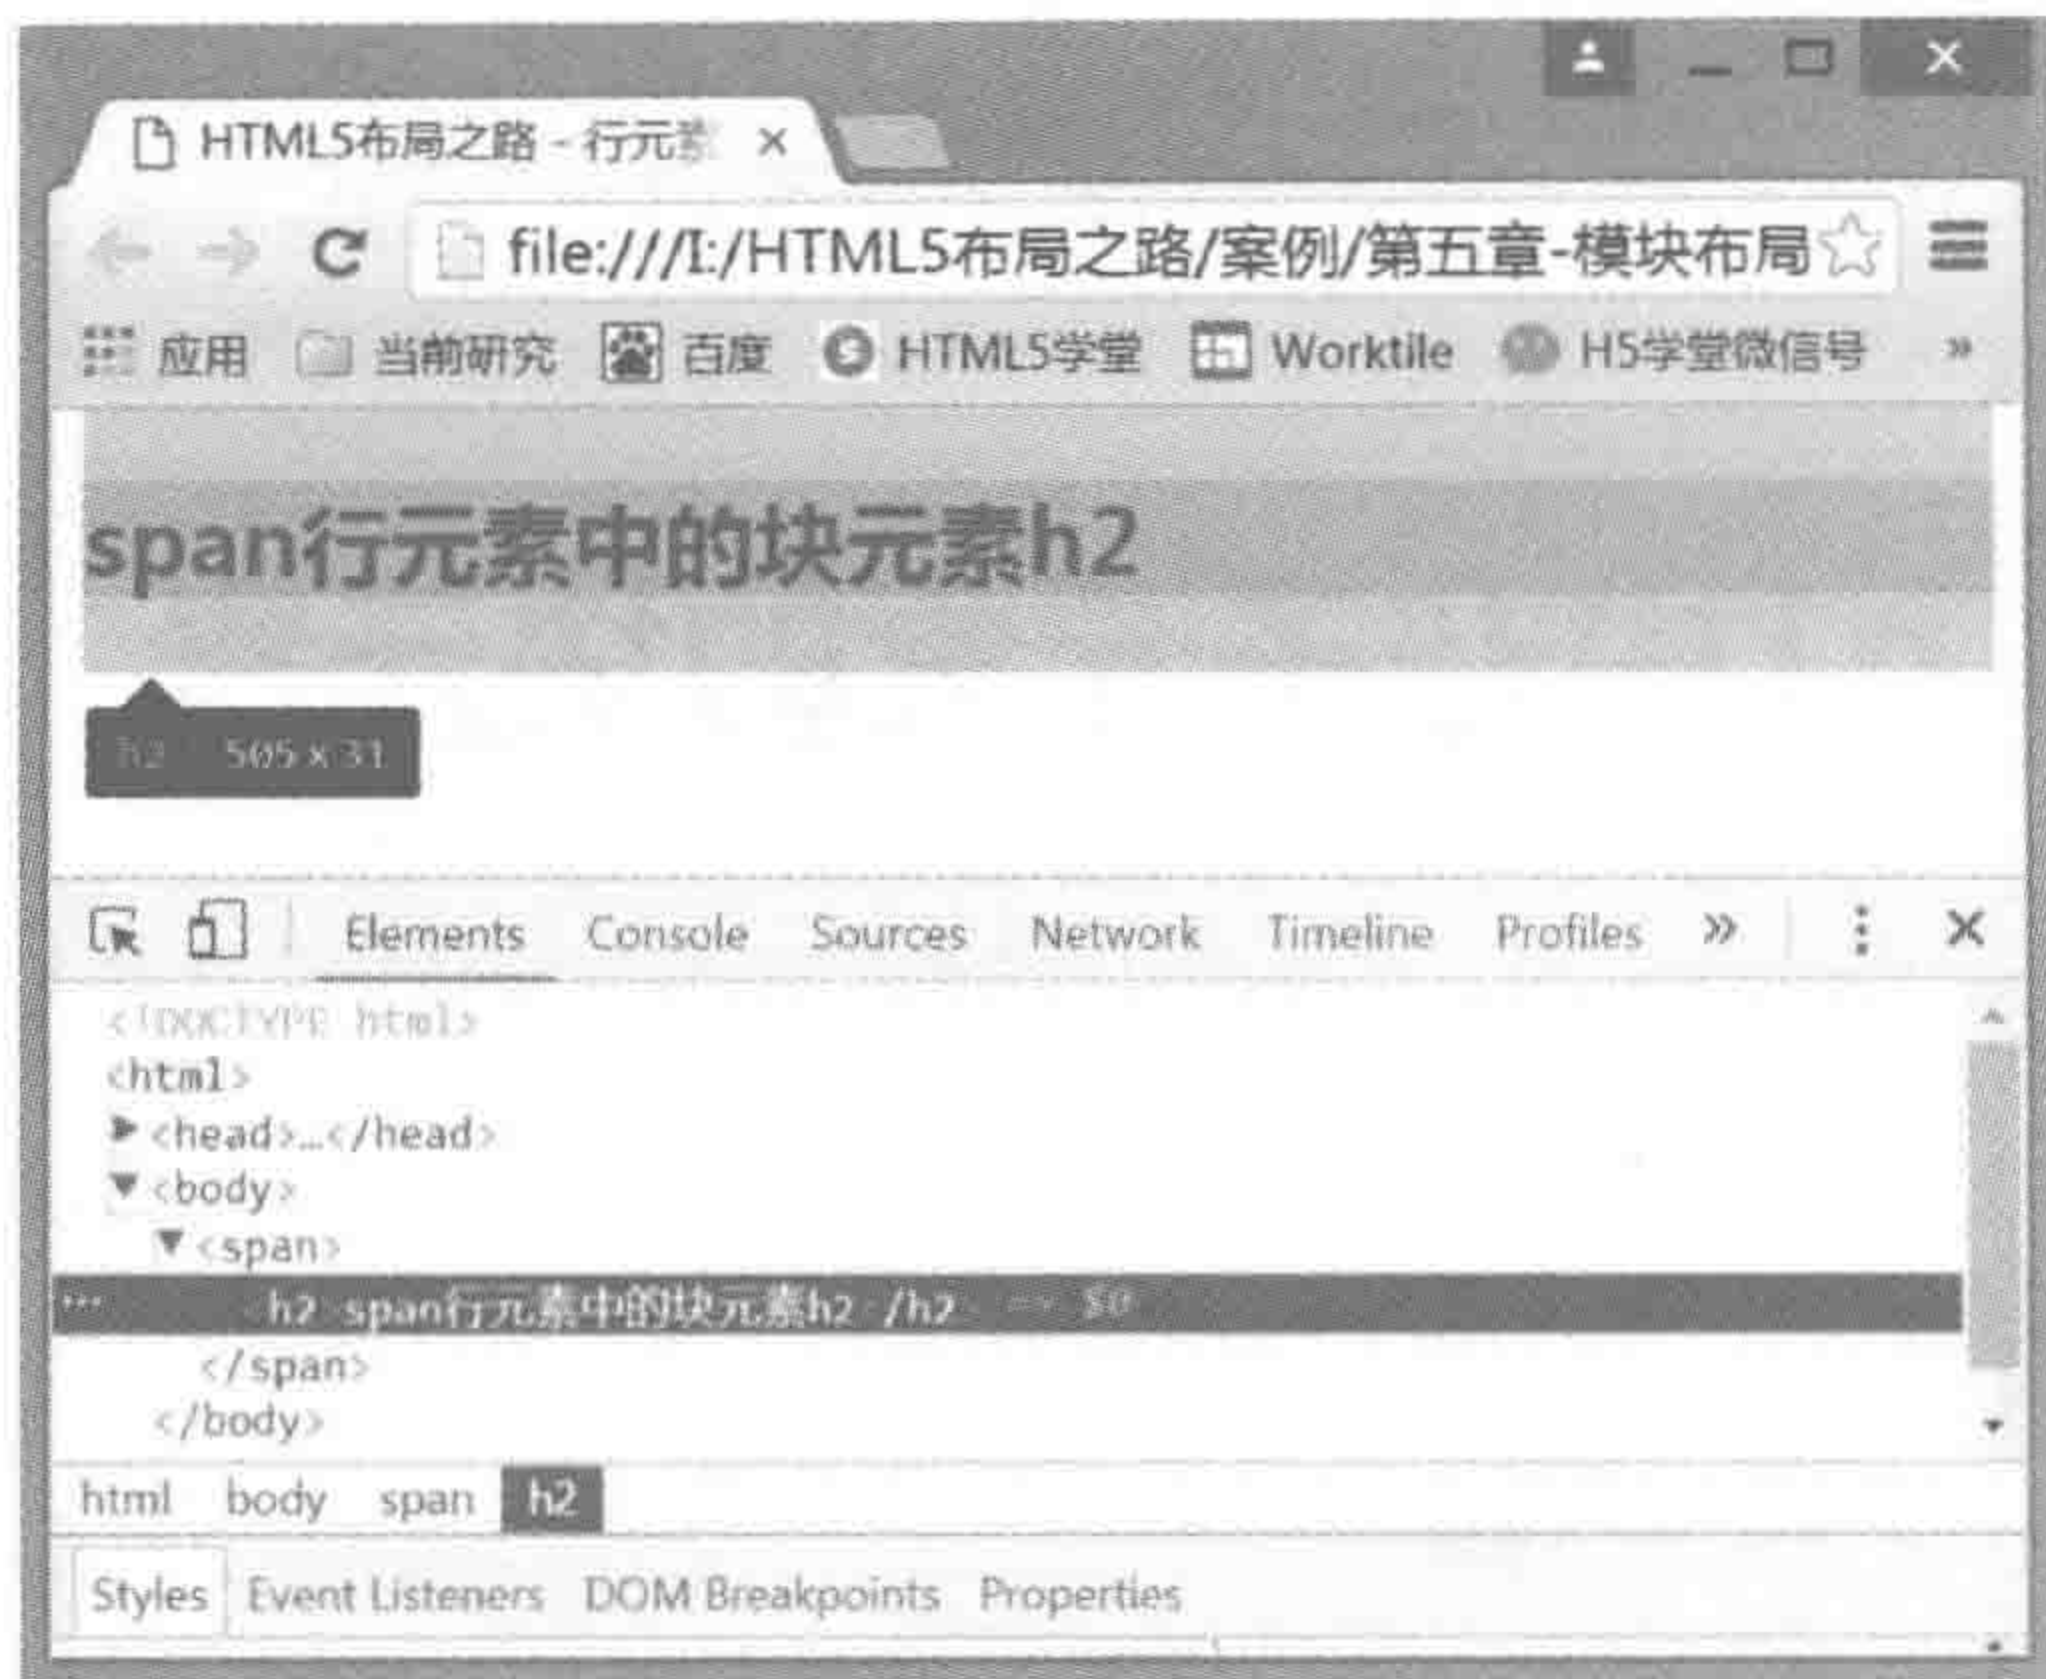 HTML5布局之路 - 行元素
file:///I:/HTML5布局之路/案例/第五章-模块布局
应用 当前研究 百度 HTML5学堂 Worktile H5学堂微信号 »
span行元素中的块元素h2
h2 505 x 31
Elements Console Sources Network Timeline Profiles »
<!DOCTYPE html>
<html>
<head>…</head>
<body>
<span>
<h2>span行元素中的块元素h2</h2> == $0
</span>
</body>
html body span h2
Styles Event Listeners DOM Breakpoints Properties